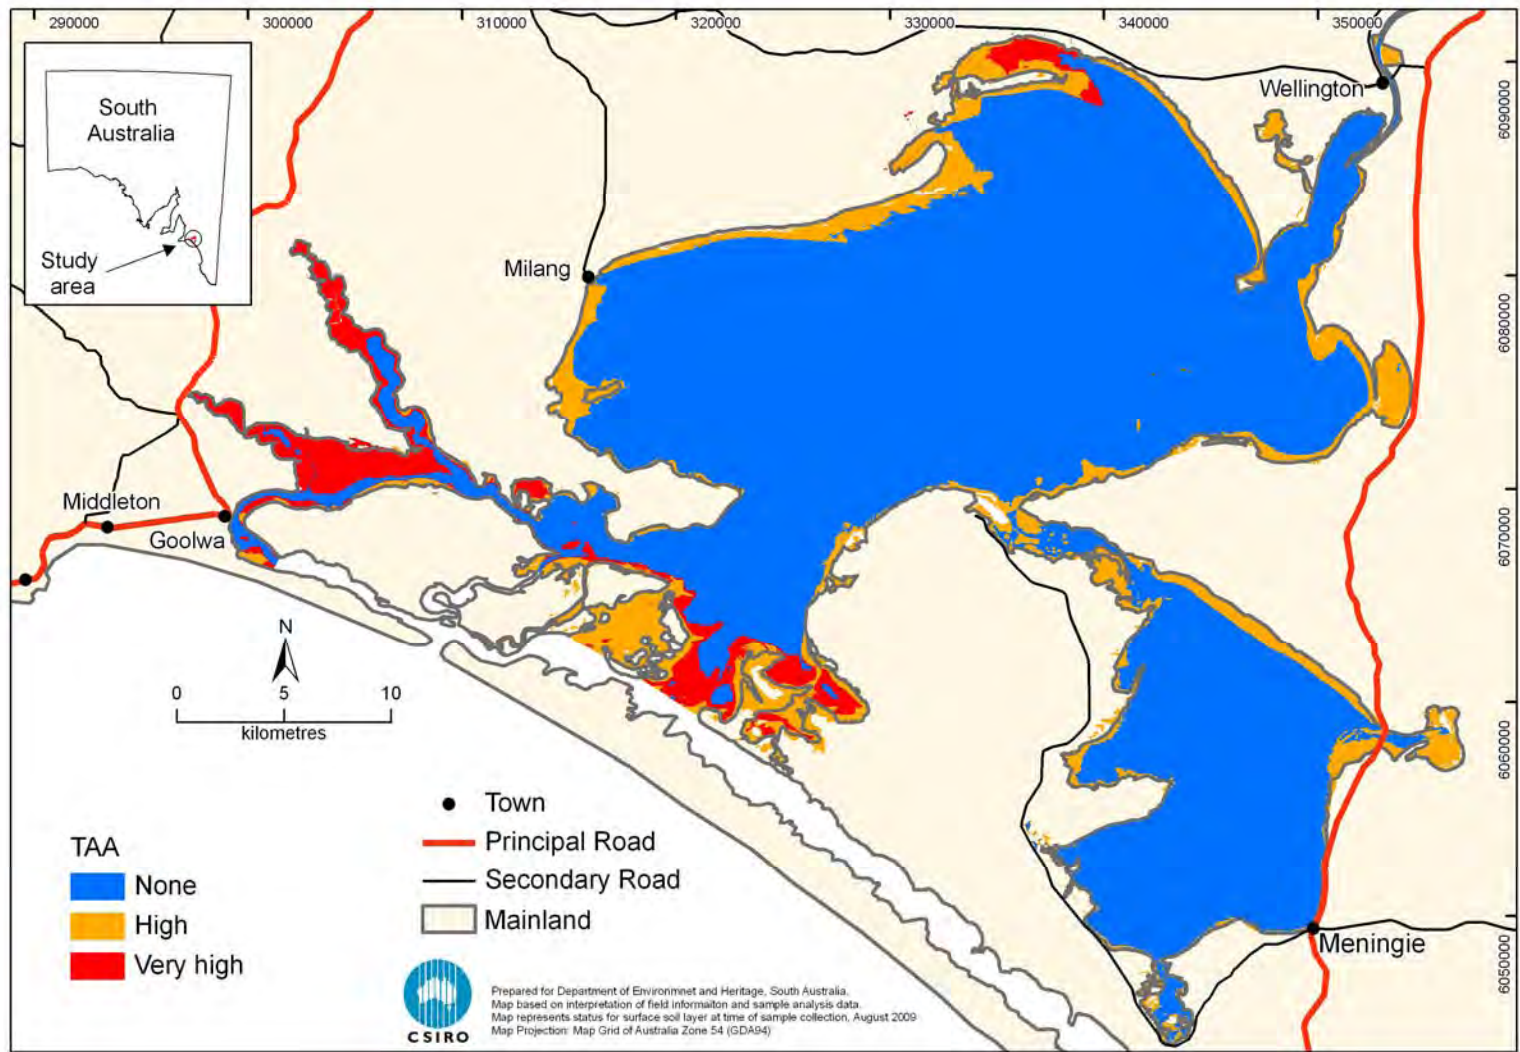 290000
300000
310000
320000
330000
340000
350000
South
Australia
Study
area
Wellington
6090000
Milang
6080000
Middleton
Goolwa
6070000
N
0
5
10
kilometres
6060000
Town
Principal Road
Secondary Road
Mainland
TAA
None
High
Very high
Meningie
6050000
CSIRO
Prepared for Department of Environmnet and Heritage, South Australia.
Map based on interpretation of field informaiton and sample analysis data.
Map represents status for surface soil layer at time of sample collection, August 2009
Map Projection: Map Grid of Australia Zone 54 (GDA94)